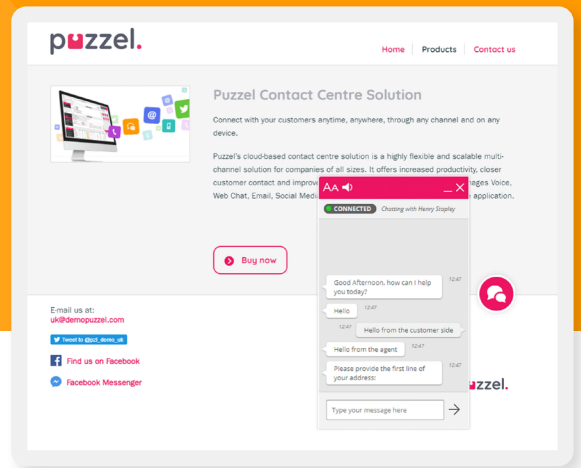 puzzel.
Home Products Contact us
Puzzel Contact Centre Solution
Connect with your customers anytime, anywhere, through any channel and on any
device.
Puzzel's cloud-based contact centre solution is a highly flexible and scalable multi-
channel solution for companies of all sizes. It offers increased productivity, closer
customer contact and improv
ages Voice,
Web Chat, Email, Social Medi
application.
Buy now
AA
CONNECTED Chatting with Henry Scoplay
Good Afternoon, how can I help
you today?
12:47
Hello
12:47
12:47
Hello from the customer side
Hello from the agent
12:47
Please provide the first line of
your address:
12:47
Type your message here
E-mail us at:
uk@demopuzzel.com
Tweet to @pzl_demo_uk
Find us on Facebook
Facebook Messenger
zzel.